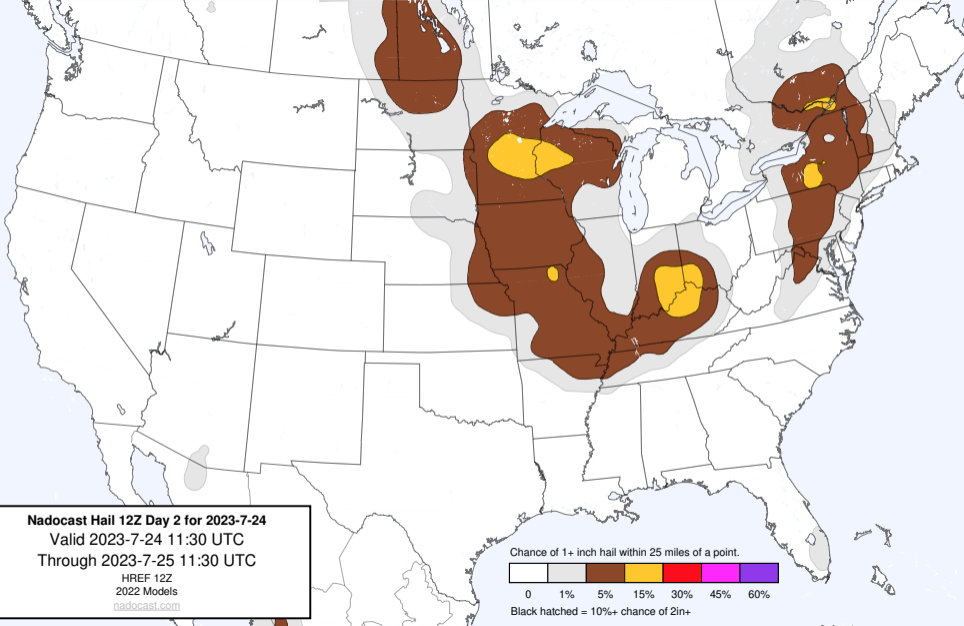 Nadocast Hail 12Z Day 2 for 2023-7-24
Valid 2023-7-24 11:30 UTC
Through 2023-7-25 11:30 UTC
HREF 12Z
2022 Models
nadocast.com
Chance of 1+ inch hail within 25 miles of a point.
0 1% 5% 15% 30% 45% 60%
Black hatched = 10%+ chance of 2in+